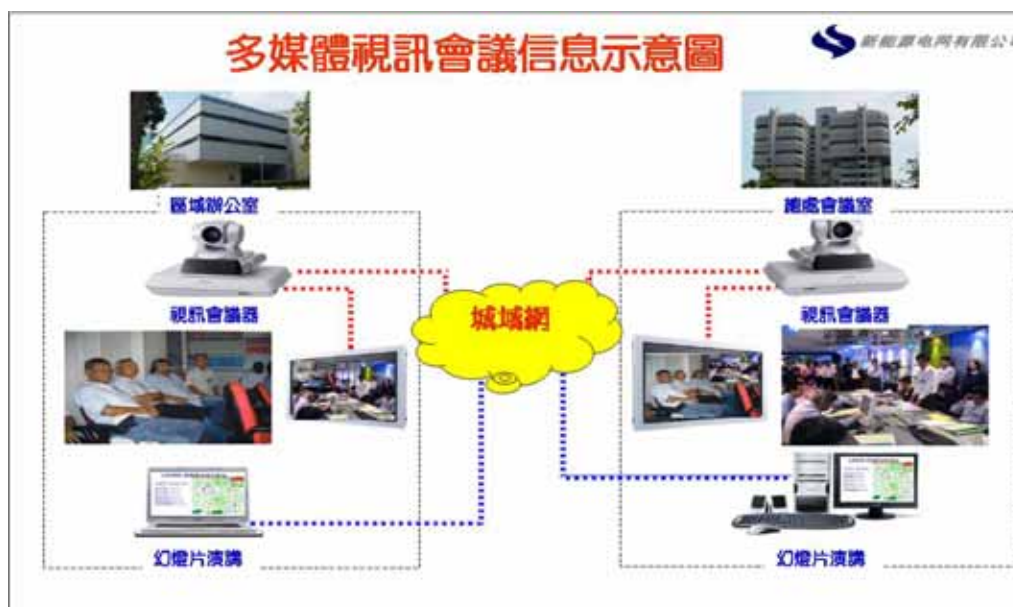 多媒體視訊會議信息示意圖
新能源电网有限公司
區域辦公室
總處會議室
視訊會議器
城域網
視訊會議器
幻燈片演講
幻燈片演講